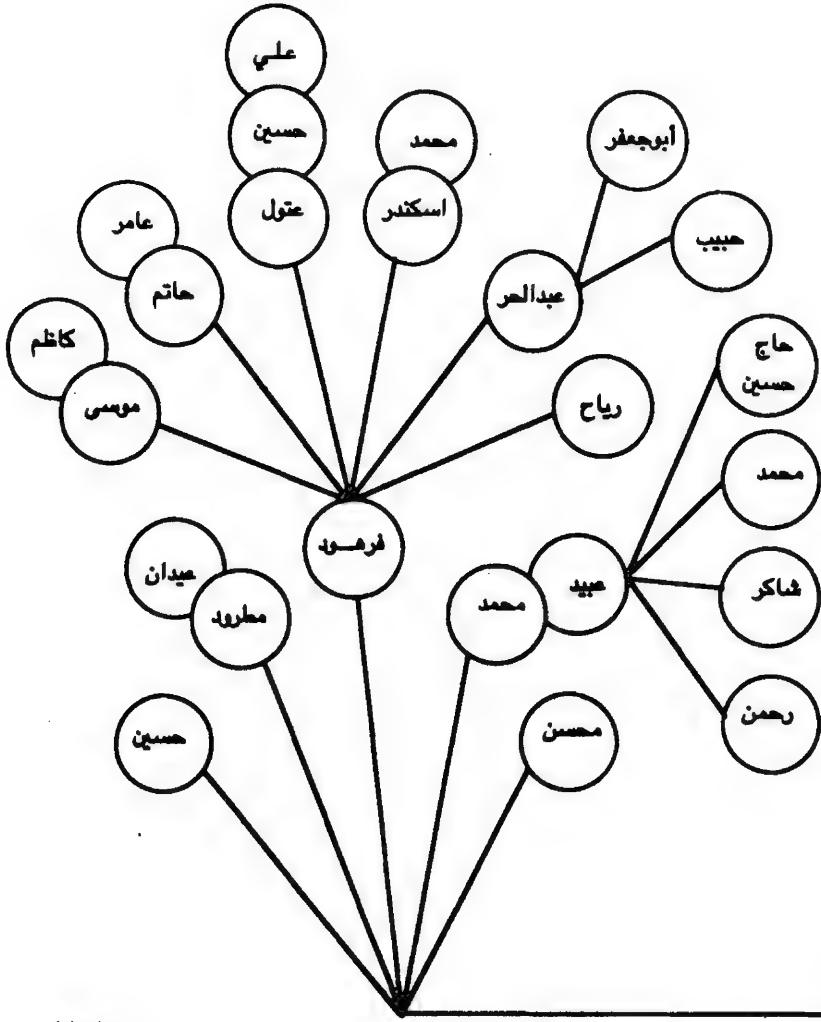 علي
حسين
عتول
محمد
اسكندر
أبوجعفر
حبيب
عبدالحر
عامر
حاتم
كاظم
موسى
رياح
حاج
حسين
محمد
شاكر
رحمن
عبيد
محمد
فرهود
عيدان
مطرود
حسين
محسن